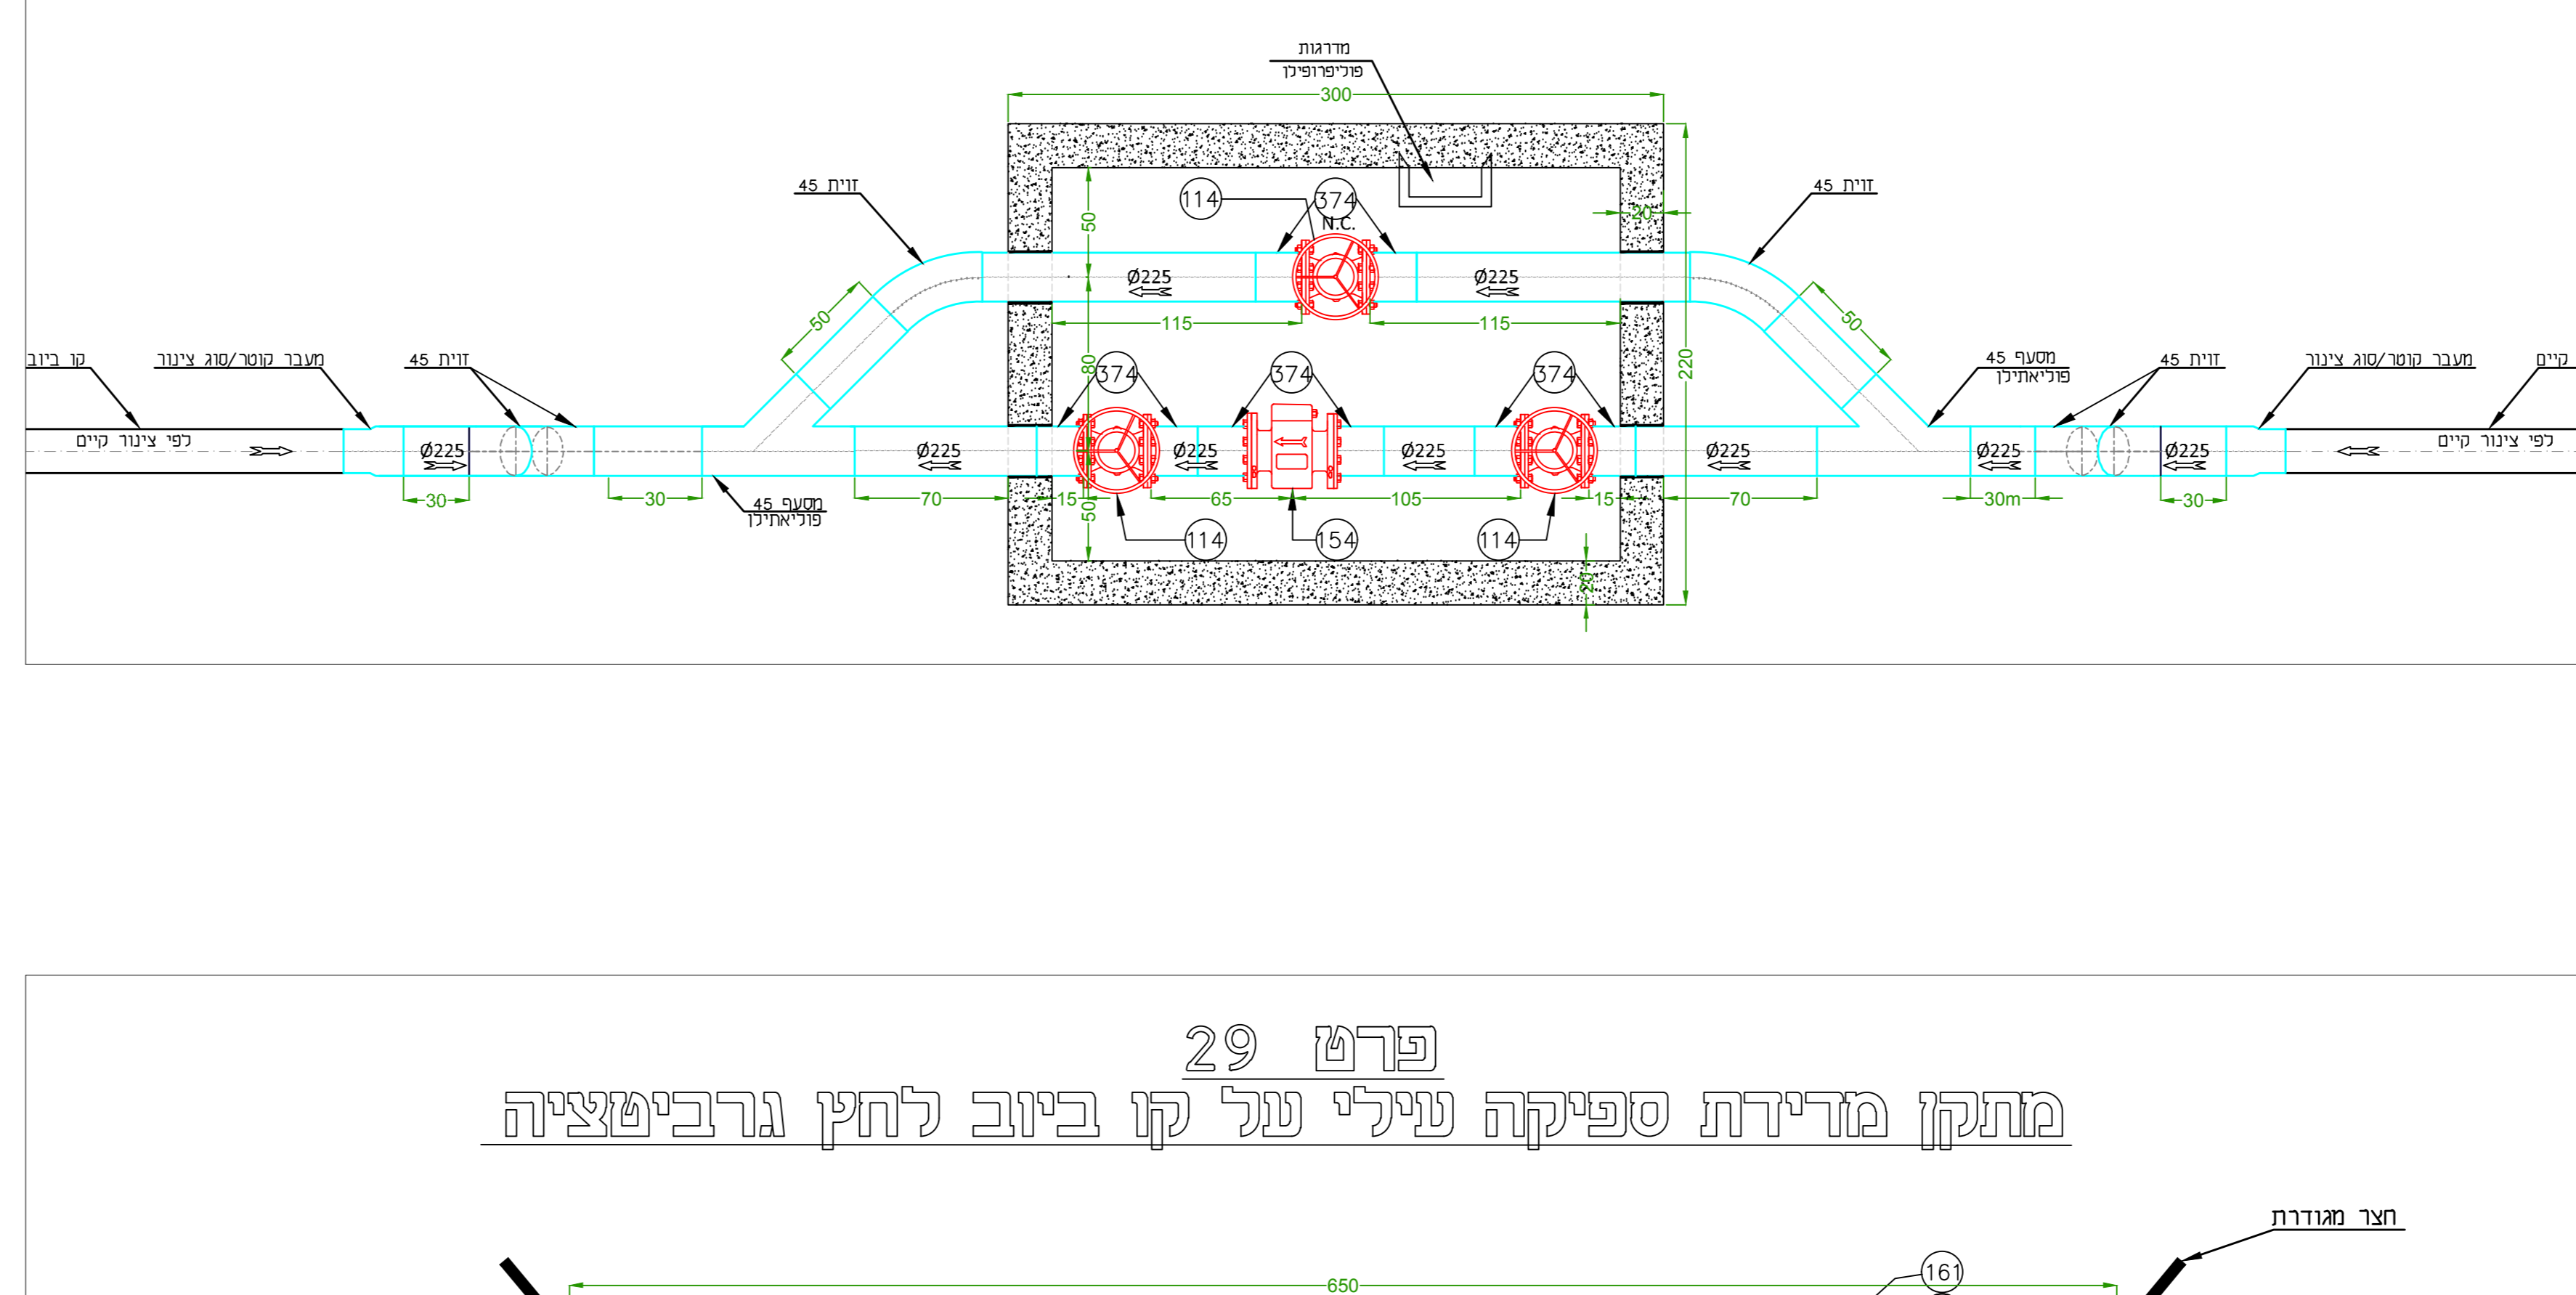 מדרגות
פוליפרופילן
300
זוית 45
114
374
N.C.
50
20
זוית 45
Ø225
Ø225
50
115
115
50
קו ביוב
מעבר קוטר/סוג צינור
זוית 45
80
374
374
374
220
מסעף 45
פוליאתילן
זוית 45
מעבר קוטר/סוג צינור
קיים
לפי צינור קיים
Ø225
Ø225
Ø225
Ø225
Ø225
Ø225
Ø225
לפי צינור קיים
30
30
מסעף 45
פוליאתילן
70
15
50
65
105
15
70
30m
30
114
154
114
20
פרט 29
מתקן מדידת ספיקה עילי על קו ביוב לחץ גרביטציה
חצר מגודרת
161
650